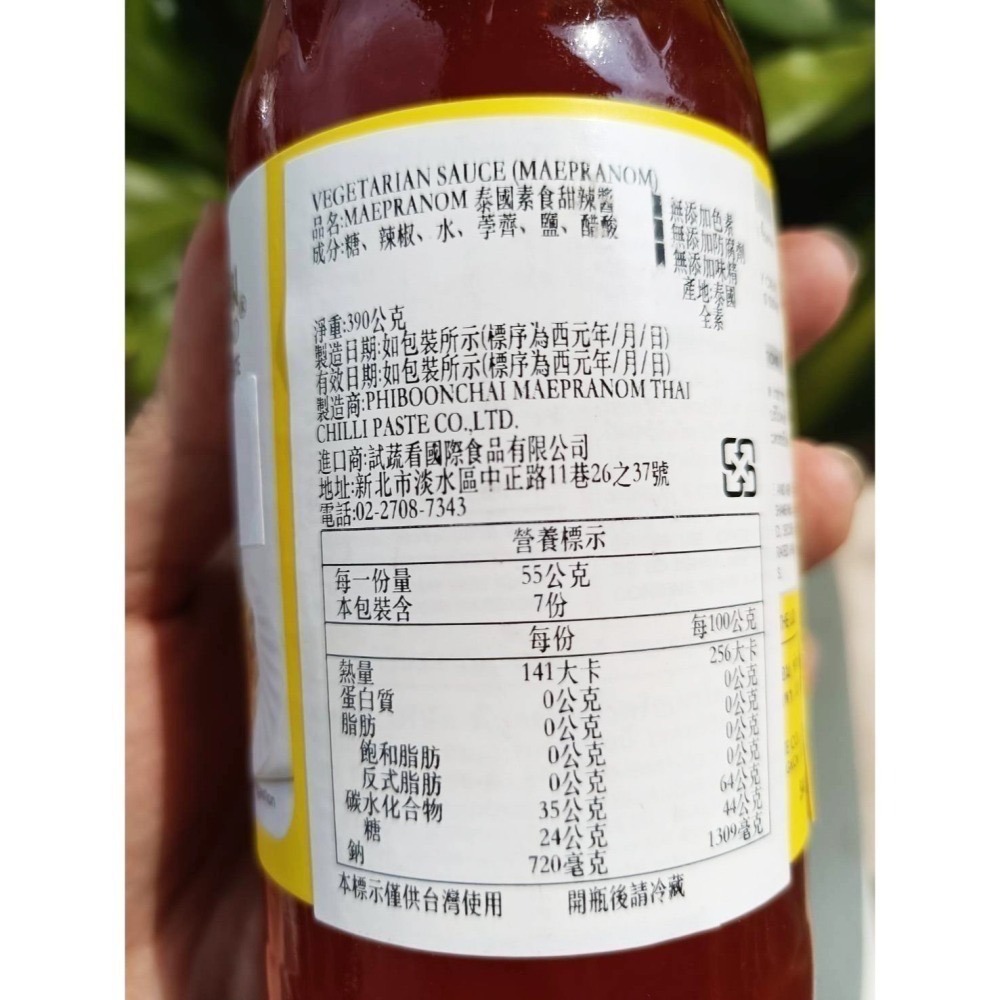 VEGETARIAN SAUCE (MAEPRANOM)
品名:MAEPRANOM 泰國素食甜辣醬
成分:糖、辣椒、水、荸薺、鹽、醋酸
無添加色素
無添加防腐劑
無添加味精
產地:泰國
全素
淨重:390公克
製造日期:如包裝所示(標序為西元年/月/日)
有效日期:如包裝所示(標序為西元年/月/日)
製造商:PHIBOONCHAI MAEPRANOM THAI
CHILLI PASTE CO.,LTD.
進口商:試蔬看國際食品有限公司
地址:新北市淡水區中正路11巷26之37號
電話:02-2708-7343
營養標示
每一份量 55公克
本包裝含 7份
每份 每100公克
熱量 141大卡 256大卡
蛋白質 0公克 0公克
脂肪 0公克 0公克
飽和脂肪 0公克 0公克
反式脂肪 0公克 0公克
碳水化合物 35公克 64公克
糖 24公克 44公克
鈉 720毫克 1309毫克
本標示僅供台灣使用 開瓶後請冷藏